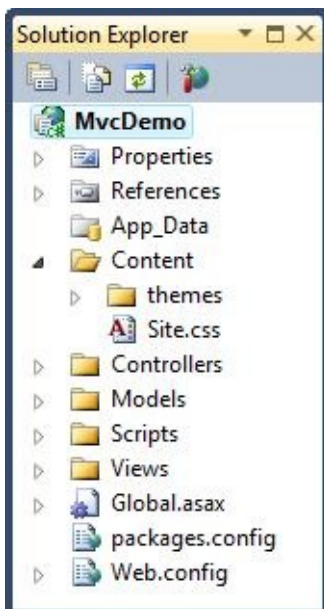 Solution Explorer
MvcDemo
Properties
References
App_Data
Content
themes
Site.css
Controllers
Models
Scripts
Views
Global.asax
packages.config
Web.config